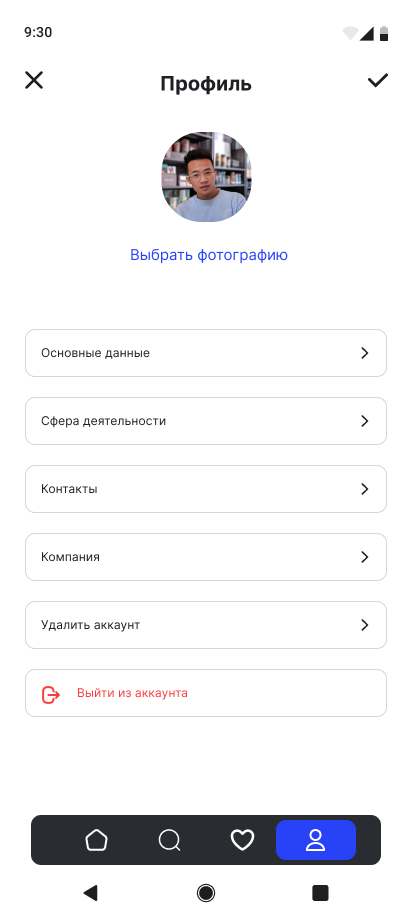 9:30
Профиль
Выбрать фотографию
Основные данные
Сфера деятельности
Контакты
Компания
Удалить аккаунт
Выйти из аккаунта